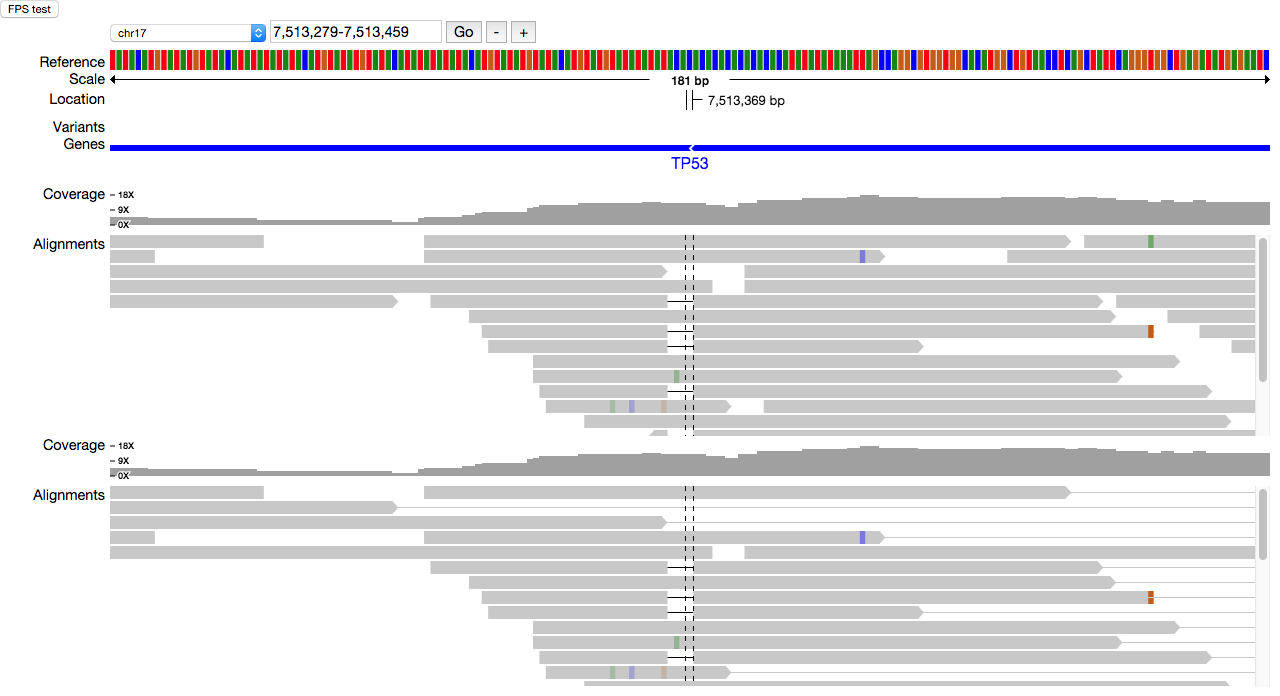 FPS test
chr17 7,513,279-7,513,459 Go - +
Reference
Scale 181 bp
Location 7,513,369 bp
Variants
Genes
TP53
Coverage 18X
9X
0X
Alignments
Coverage 18X
9X
0X
Alignments